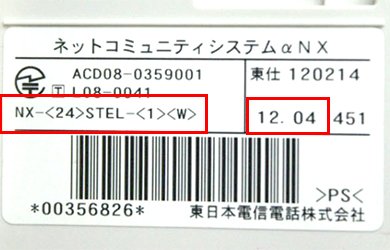 ネットコミュニティシステムαNX
ACD08-0359001
東仕 120214
T L08-0041
NX-<24>STEL-<1><W>
12. 04 451
>PS<
*00356826* 東日本電信電話株式会社